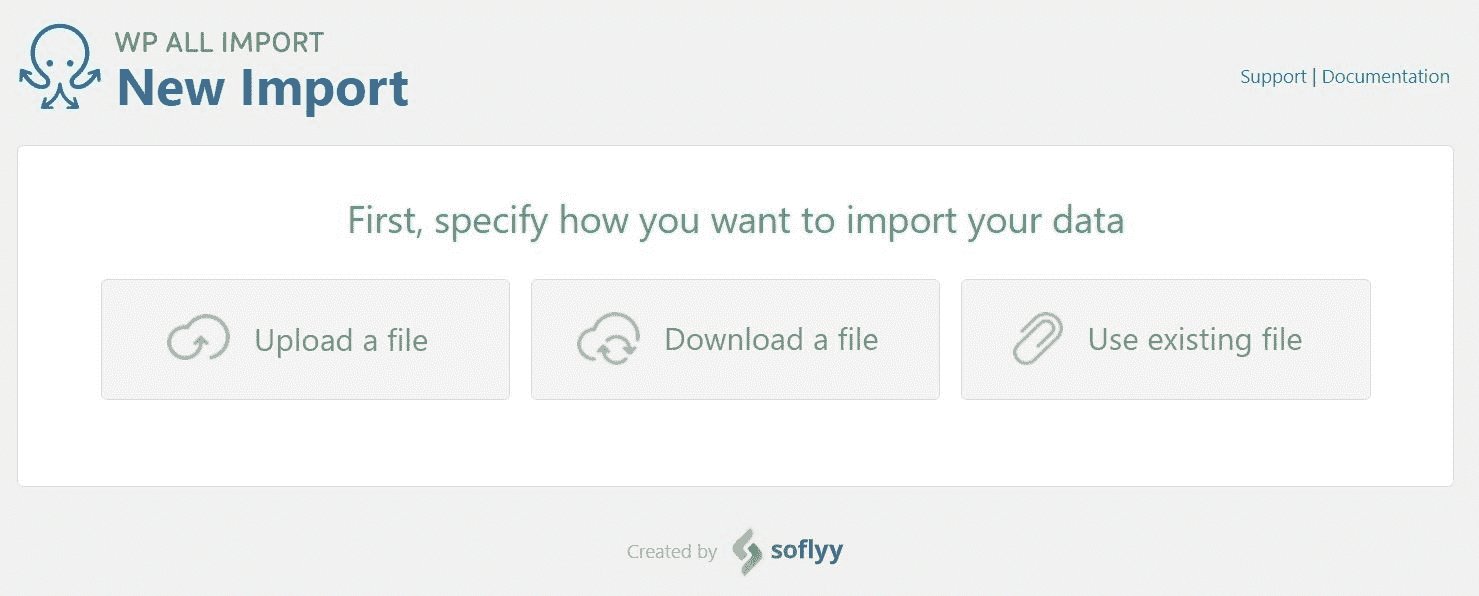 WP ALL IMPORT
New Import
Support | Documentation
First, specify how you want to import your data
Upload a file
Download a file
Use existing file
Created by soflyy